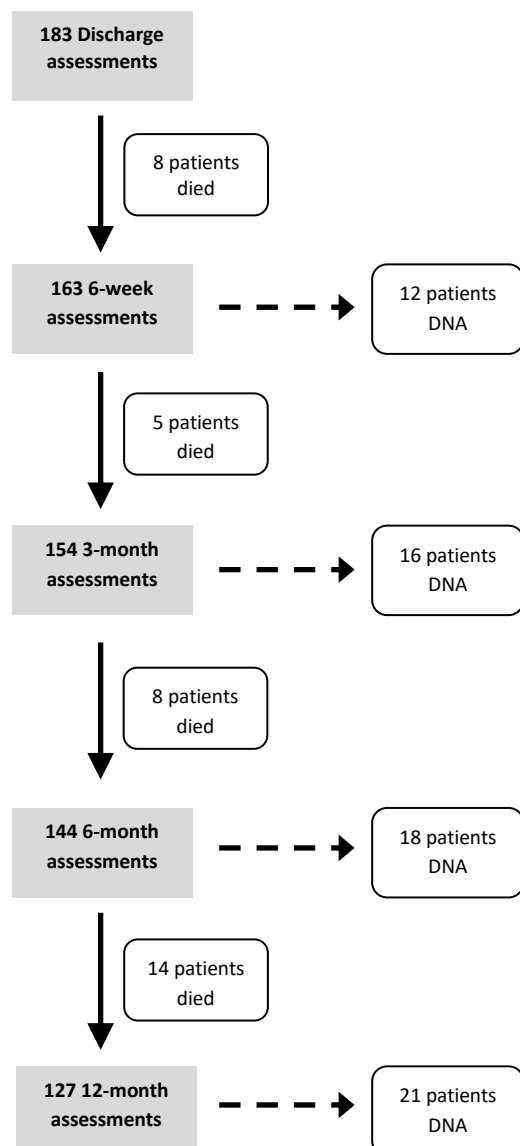 183 Discharge
assessments
8 patients
died
163 6-week
assessments
12 patients
DNA
5 patients
died
154 3-month
assessments
16 patients
DNA
8 patients
died
144 6-month
assessments
18 patients
DNA
14 patients
died
127 12-month
assessments
21 patients
DNA